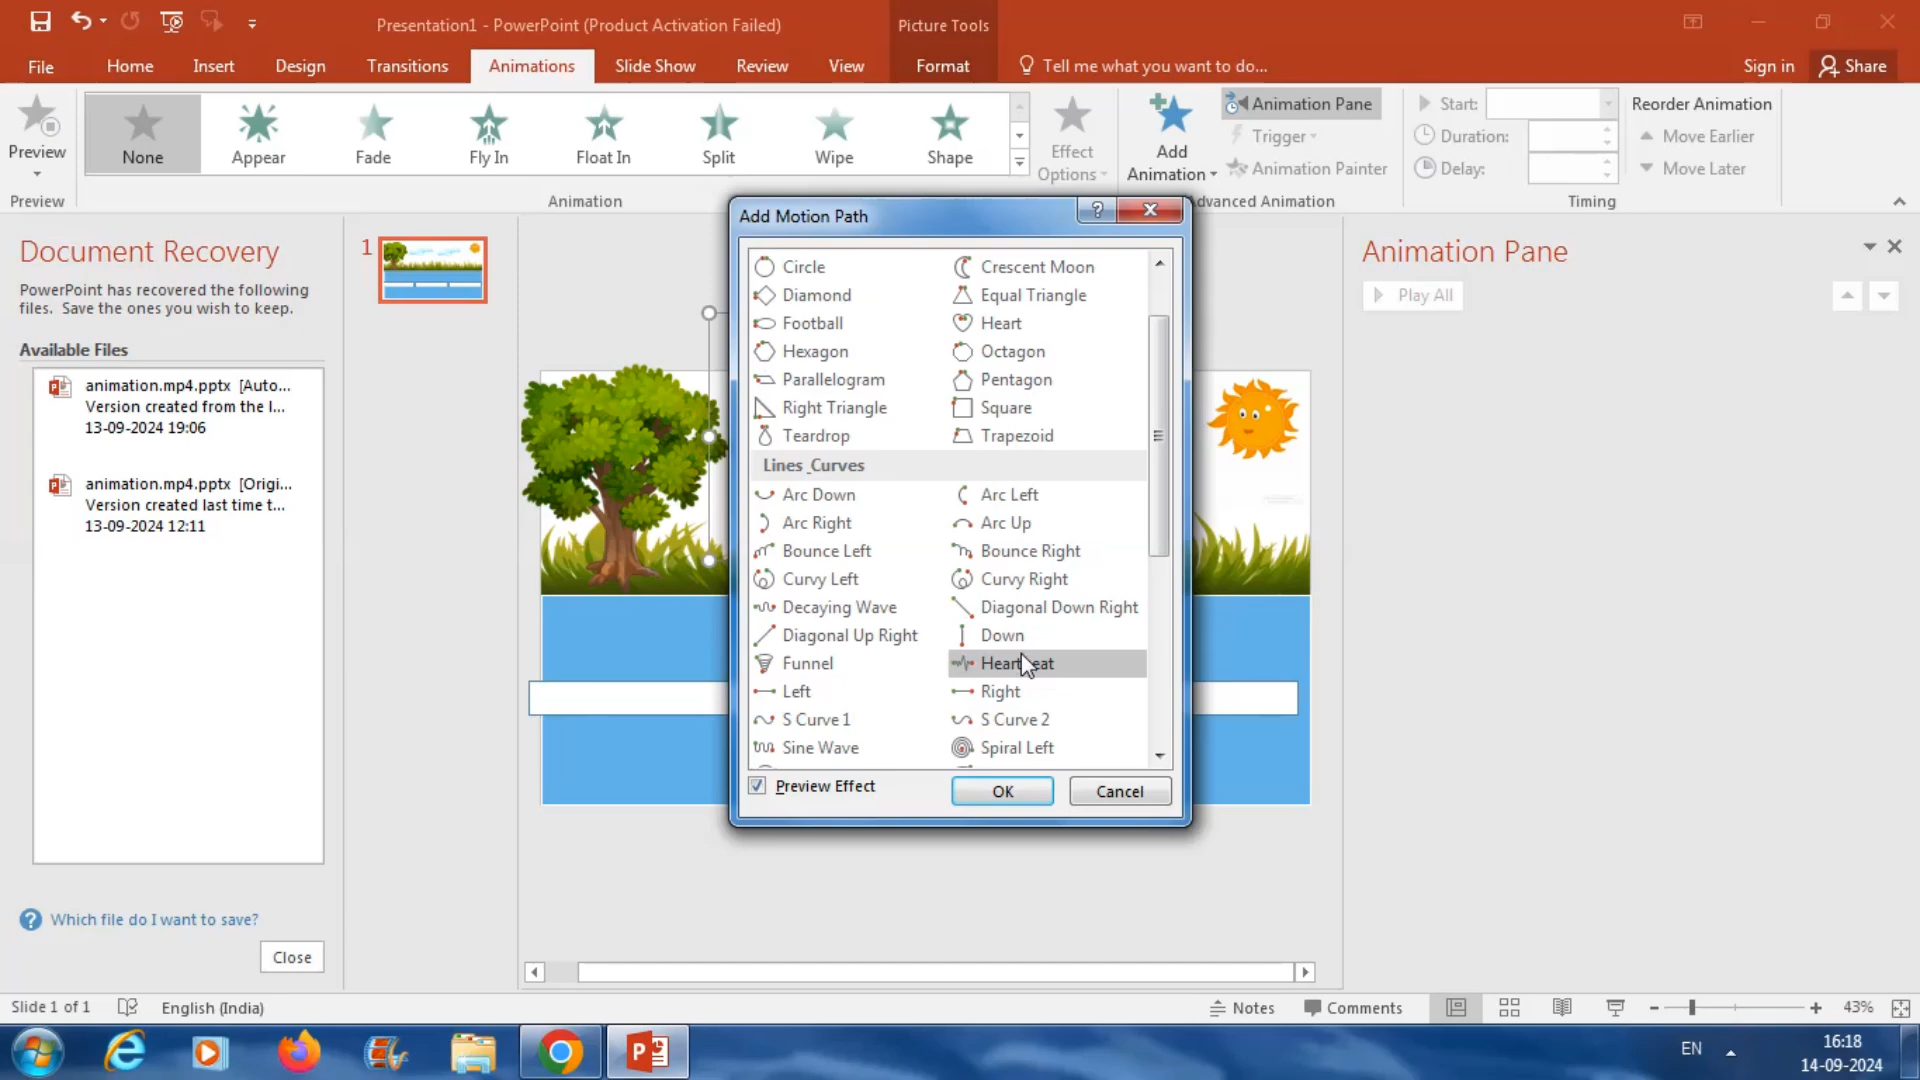 Presentation1 - PowerPoint (Product Activation Failed)
Picture Tools
File
Home
Insert
Design
Transitions
Animations
Slide Show
Review
View
Format
Tell me what you want to do...
Sign in
Share
Preview
None
Appear
Fade
Fly In
Float In
Split
Wipe
Shape
Effect
Options
Add
Animation
Animation Pane
Trigger
Animation Painter
Start:
Duration:
Delay:
Reorder Animation
Move Earlier
Move Later
Preview
Animation
Advanced Animation
Timing
Document Recovery
PowerPoint has recovered the following
files. Save the ones you wish to keep.
Available Files
animation.mp4.pptx [Auto...
Version created from the l...
13-09-2024 19:06
animation.mp4.pptx [Origi...
Version created last time t...
13-09-2024 12:11
Which file do I want to save?
Close
1
Add Motion Path
?
Circle
Crescent Moon
Diamond
Equal Triangle
Football
Heart
Hexagon
Octagon
Parallelogram
Pentagon
Right Triangle
Square
Teardrop
Trapezoid
Lines_Curves
Arc Down
Arc Left
Arc Right
Arc Up
Bounce Left
Bounce Right
Curvy Left
Curvy Right
Decaying Wave
Diagonal Down Right
Diagonal Up Right
Down
Funnel
Heartbeat
Left
Right
S Curve 1
S Curve 2
Sine Wave
Spiral Left
Preview Effect
OK
Cancel
Animation Pane
Play All
Slide 1 of 1
English (India)
Notes
Comments
43%
EN
16:18
14-09-2024